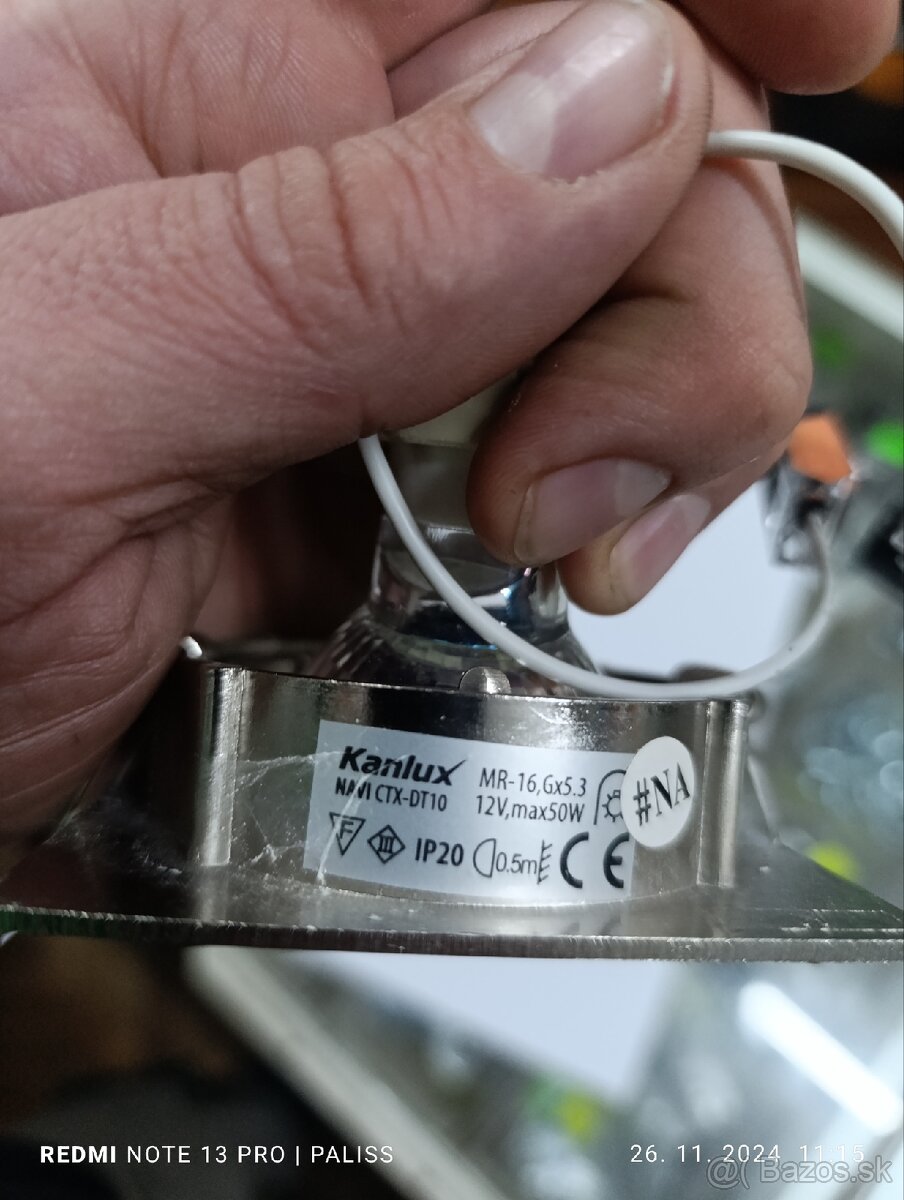 Kanlux
NAVI CTX-DT10
MR-16,Gx5.3
12V,max50W
#NA
F III IP20 0.5m CE
REDMI NOTE 13 PRO | PALISS
26. 11. 2024 11:15
@( Bazos.sk